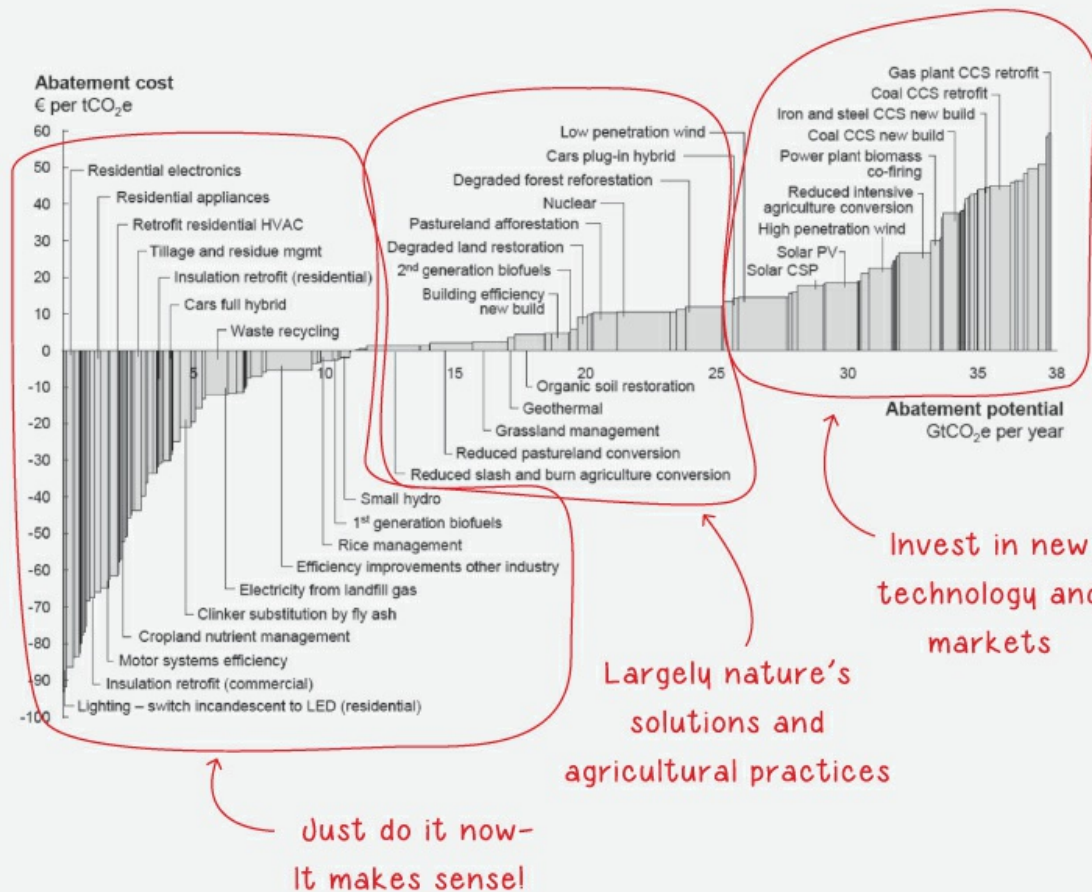 Abatement cost
€ per tCO₂e
60
50
40
30
20
10
0
-10
-20
-30
-40
-50
-60
-70
-80
-90
-100
5
10
15
20
25
30
35
38
Abatement potential
GtCO₂e per year
Residential electronics
Residential appliances
Retrofit residential HVAC
Tillage and residue mgmt
Insulation retrofit (residential)
Cars full hybrid
Waste recycling
Low penetration wind
Cars plug-in hybrid
Degraded forest reforestation
Nuclear
Pastureland afforestation
Degraded land restoration
2nd generation biofuels
Building efficiency
new build
Gas plant CCS retrofit
Coal CCS retrofit
Iron and steel CCS new build
Coal CCS new build
Power plant biomass
co-firing
Reduced intensive
agriculture conversion
High penetration wind
Solar PV
Solar CSP
Organic soil restoration
Geothermal
Grassland management
Reduced pastureland conversion
Reduced slash and burn agriculture conversion
Small hydro
1st generation biofuels
Rice management
Efficiency improvements other industry
Electricity from landfill gas
Clinker substitution by fly ash
Cropland nutrient management
Motor systems efficiency
Insulation retrofit (commercial)
Lighting – switch incandescent to LED (residential)
Just do it now-
It makes sense!
Largely nature's
solutions and
agricultural practices
Invest in new
technology and
markets